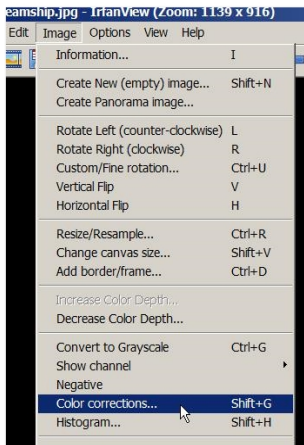 eamship.jpg - IrfanView (Zoom: 1139 x 916)
Edit Image Options View Help
Information... I
Create New (empty) image... Shift+N
Create Panorama image...
Rotate Left (counter-clockwise) L
Rotate Right (clockwise) R
Custom/Fine rotation... Ctrl+U
Vertical Flip V
Horizontal Flip H
Resize/Resample... Ctrl+R
Change canvas size... Shift+V
Add border/frame... Ctrl+D
Increase Color Depth...
Decrease Color Depth...
Convert to Grayscale Ctrl+G
Show channel
Negative
Color corrections... Shift+G
Histogram... Shift+H